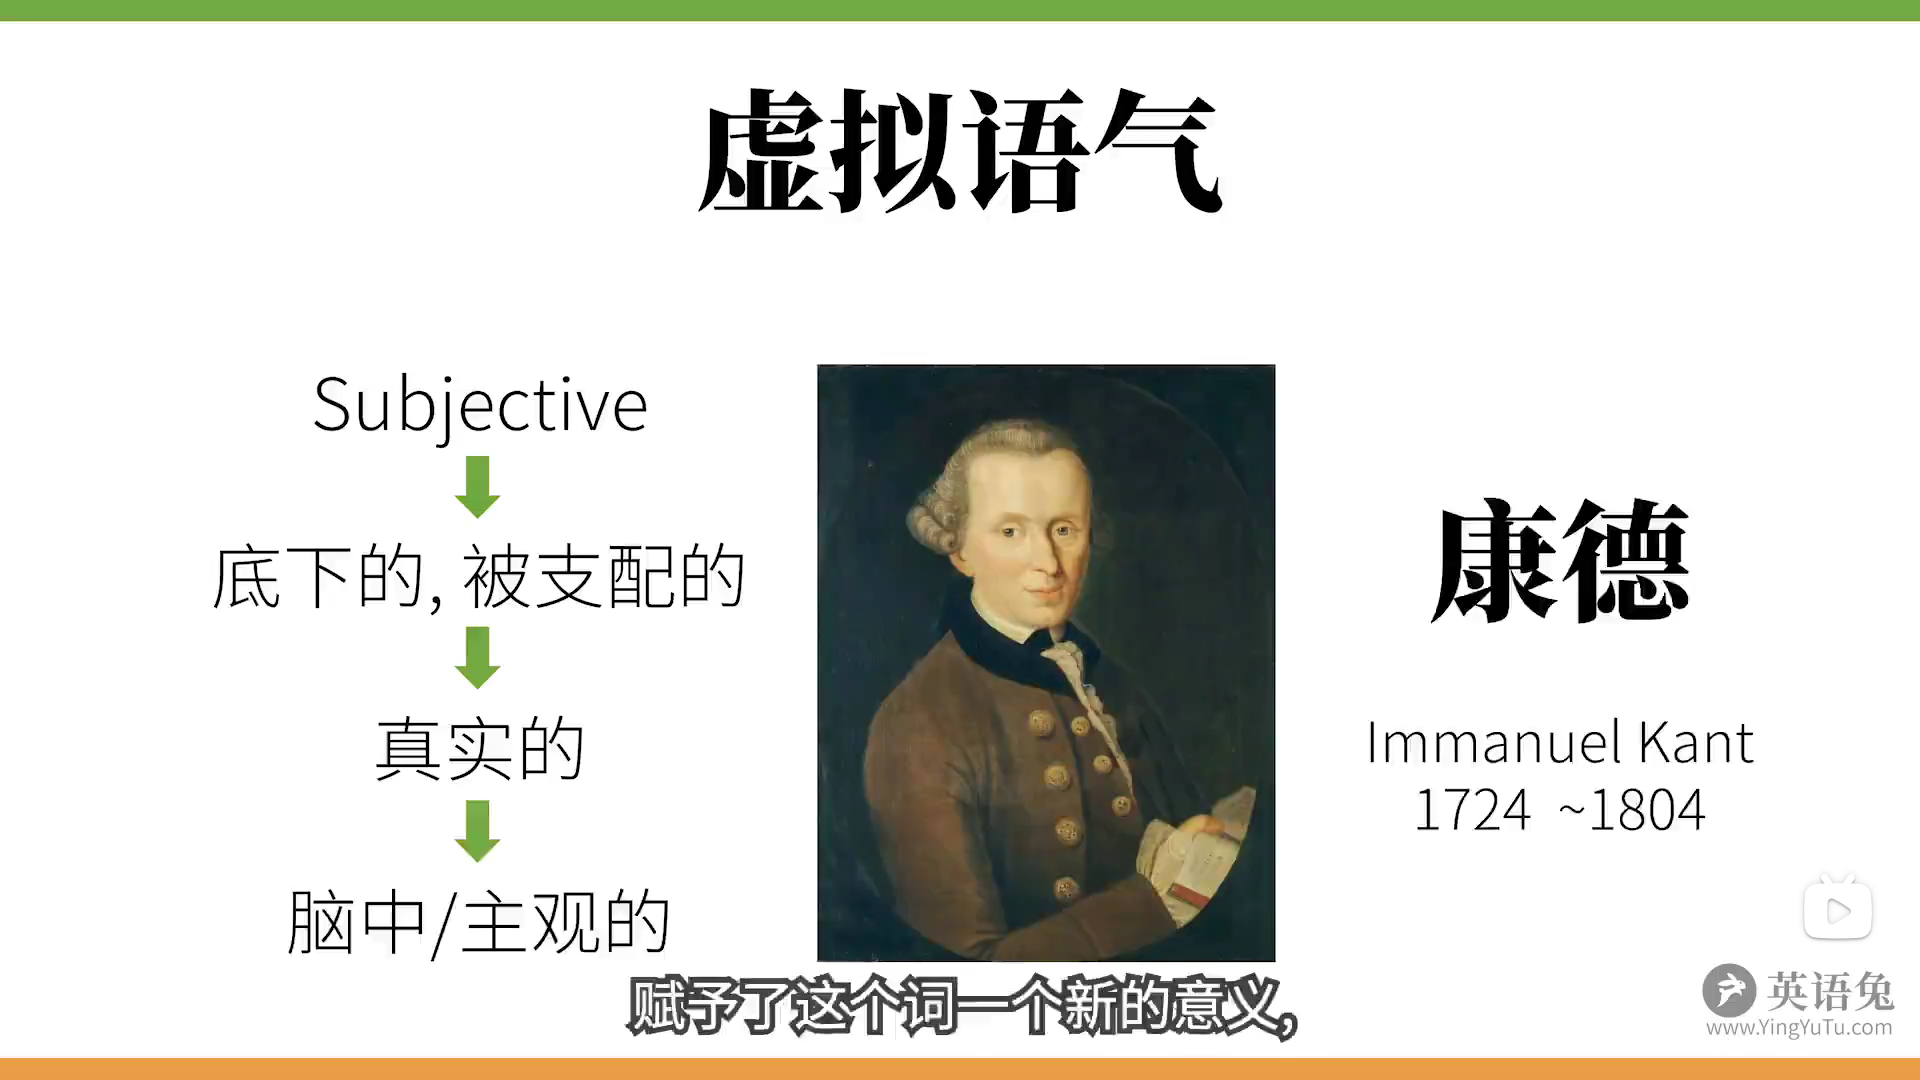 虚拟语气
Subjective
底下的, 被支配的
真实的
脑中/主观的
康德
Immanuel Kant
1724 ~1804
赋予了这个词一个新的意义,
英语兔
www.YingYuTu.com